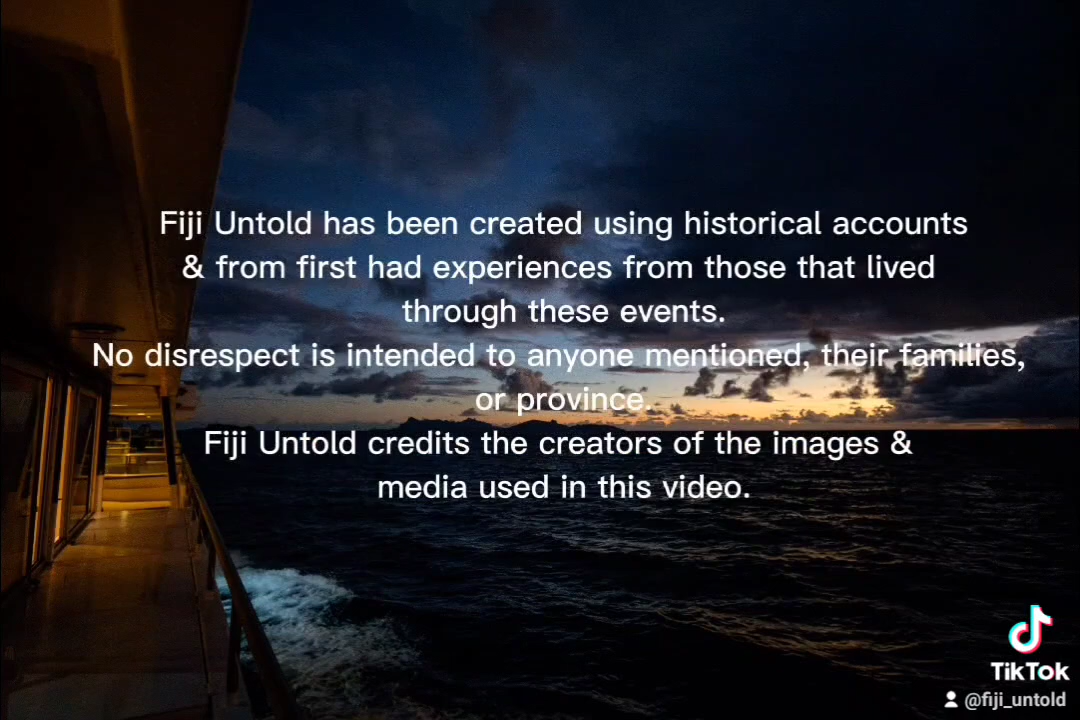 Fiji Untold has been created using historical accounts
& from first had experiences from those that lived
through these events.
No disrespect is intended to anyone mentioned, their families,
or province.
Fiji Untold credits the creators of the images &
media used in this video.
TikTok
@fiji_untold